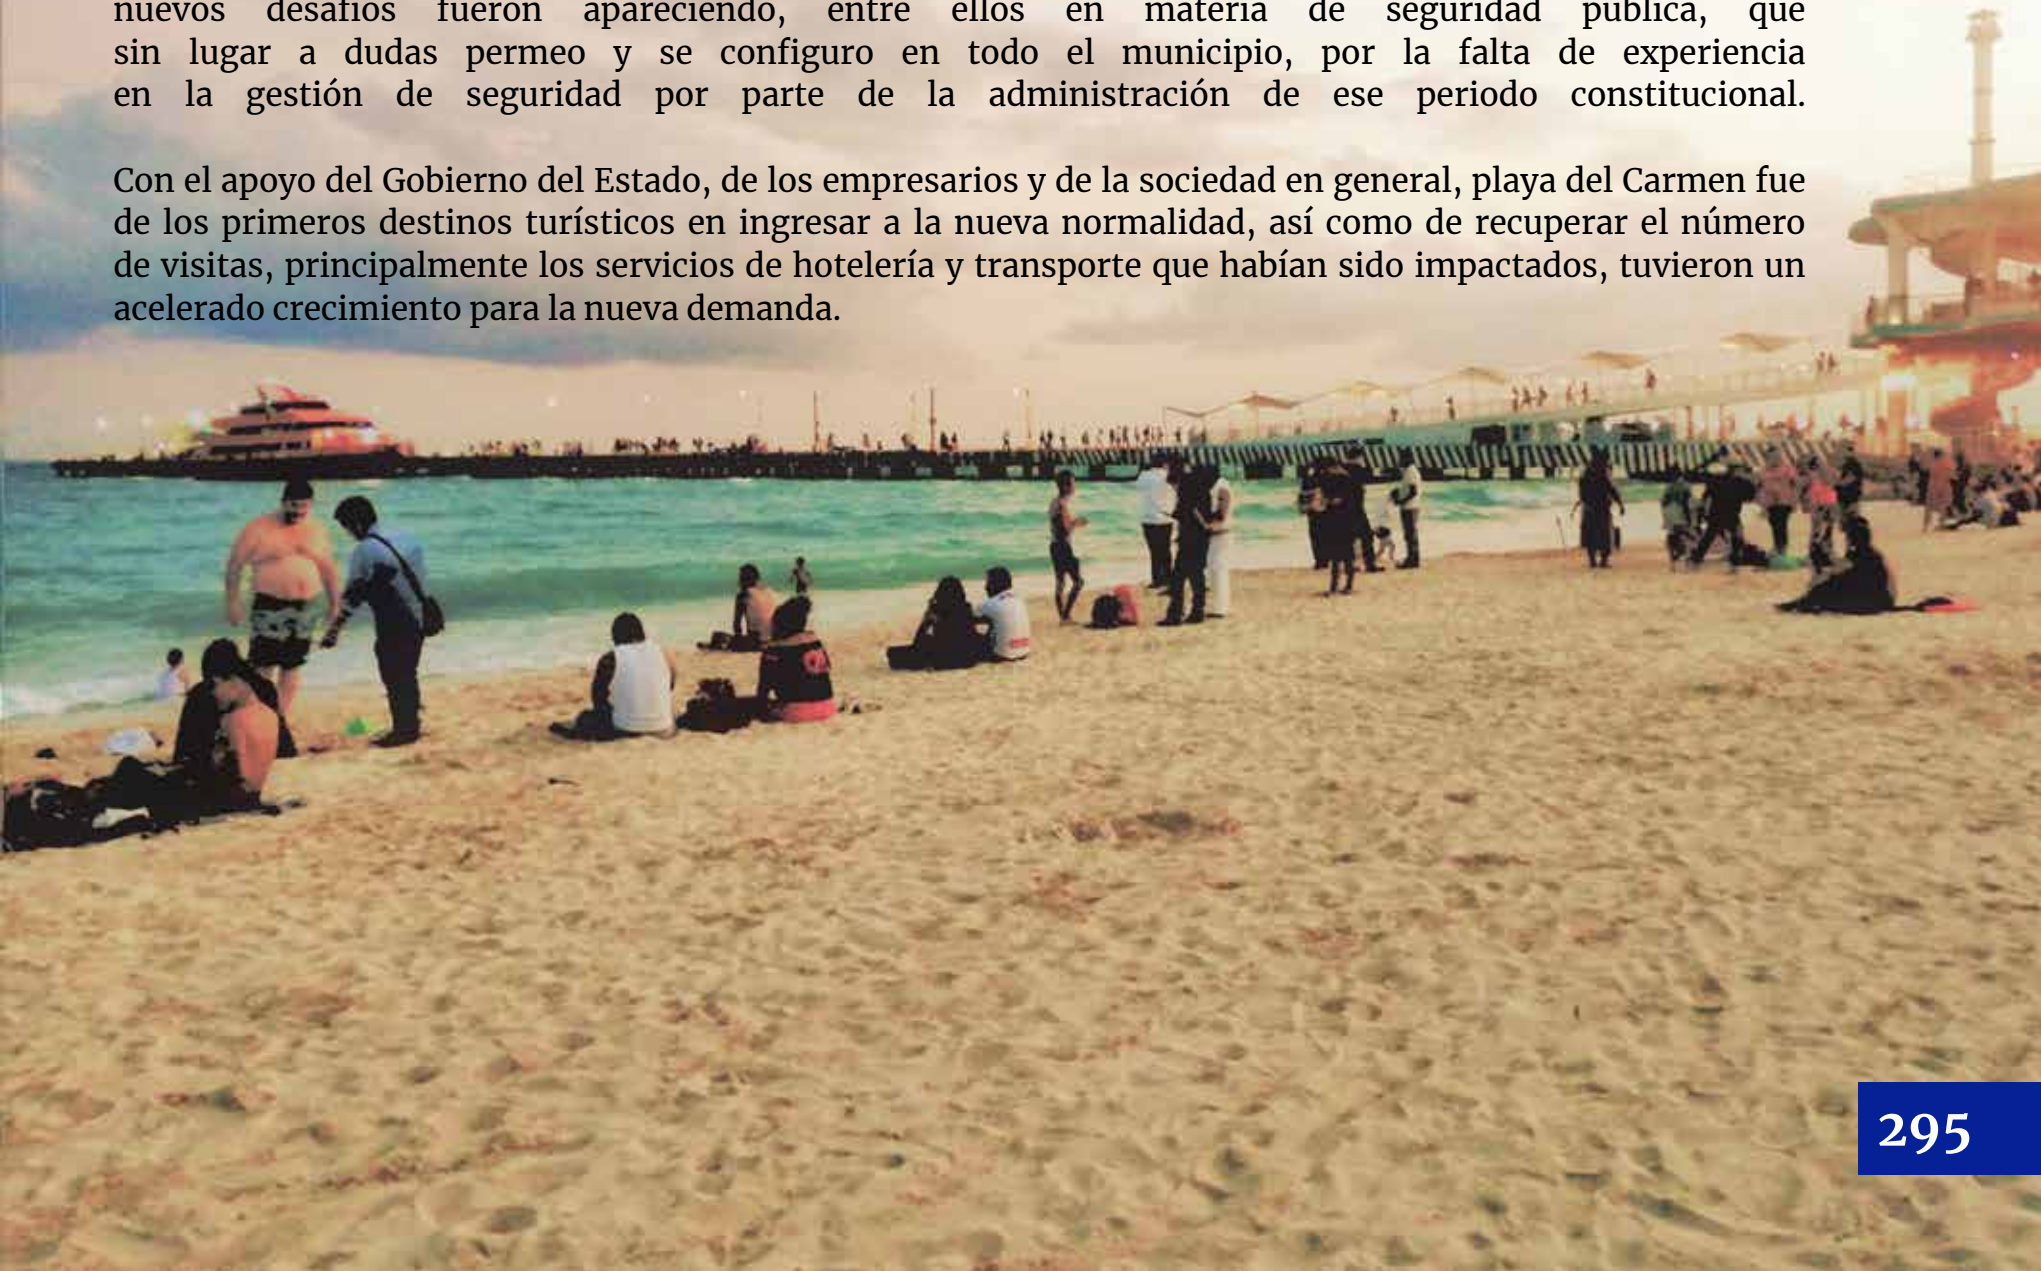 nuevos desafíos fueron apareciendo, entre ellos en materia de seguridad pública, que
sin lugar a dudas permeo y se configuro en todo el municipio, por la falta de experiencia
en la gestión de seguridad por parte de la administración de ese periodo constitucional.
Con el apoyo del Gobierno del Estado, de los empresarios y de la sociedad en general, playa del Carmen fue
de los primeros destinos turísticos en ingresar a la nueva normalidad, así como de recuperar el número
de visitas, principalmente los servicios de hotelería y transporte que habían sido impactados, tuvieron un
acelerado crecimiento para la nueva demanda.
295